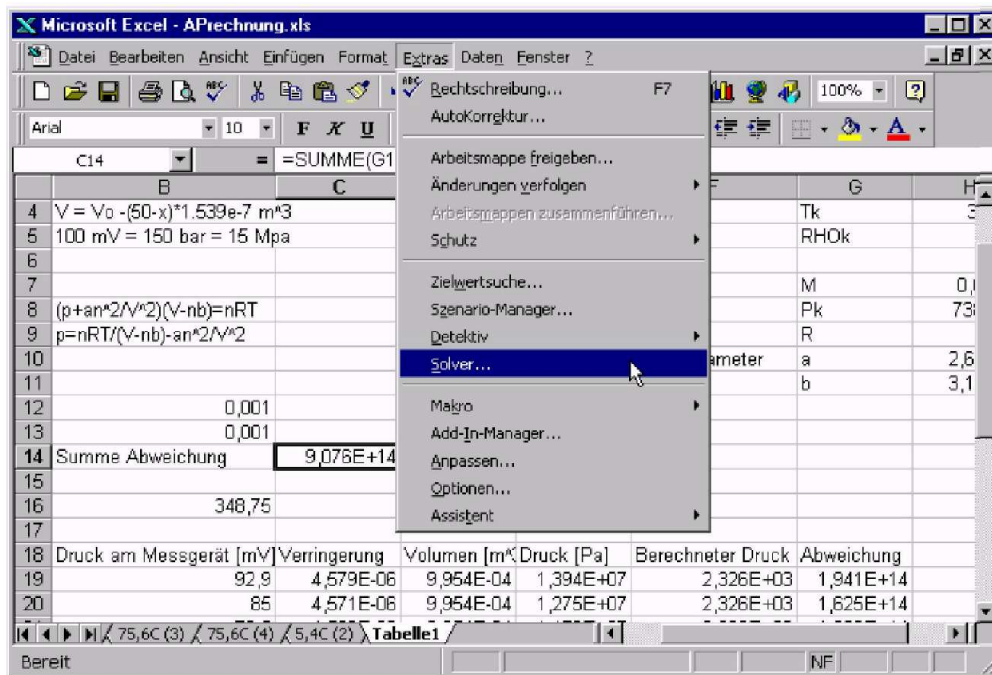 Microsoft Excel - APrechnung.xls
Datei Bearbeiten Ansicht Einfügen Format Extras Daten Fenster ?
100%
Arial 10 F K U
C14 = =SUMME(G1
Rechtschreibung... F7
AutoKorrektur...
Arbeitsmappe freigeben...
Änderungen verfolgen
Arbeitsmappen zusammenführen...
Schutz
Zielwertsuche...
Szenario-Manager...
Detektiv
Solver...
Makro
Add-In-Manager...
Anpassen...
Optionen...
Assistent
B C F G H
4 V = Vo -(50-x)*1.539e-7 m^3 Tk
5 100 mV = 150 bar = 15 Mpa RHOk
6
7 M
8 (p+an^2/V^2)(V-nb)=nRT Pk
9 p=nRT/(V-nb)-an^2/V^2 R
10 a 2,6
11 b 3,1
12 0,001
13 0,001
14 Summe Abweichung 9,076E+14
15
16 348,75
17
18 Druck am Messgerät [mV] Verringerung Volumen [m^ Druck [Pa] Berechneter Druck Abweichung
19 92,9 4,579E-06 9,954E-04 1,394E+07 2,326E+03 1,941E+14
20 85 4,571E-06 9,954E-04 1,275E+07 2,326E+03 1,625E+14
75,6C (3) 75,6C (4) 5,4C (2) Tabelle1
Bereit NF